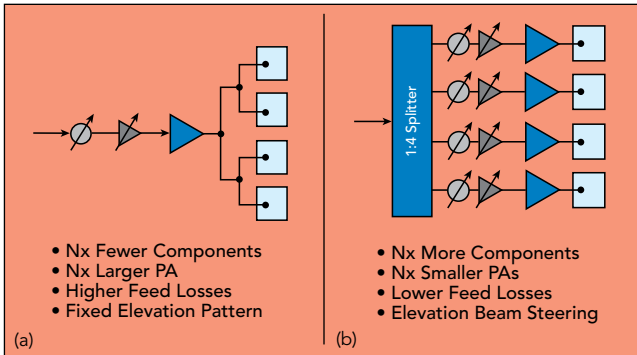 • Nx Fewer Components
• Nx Larger PA
• Higher Feed Losses
• Fixed Elevation Pattern
(a)
1:4 Splitter
• Nx More Components
• Nx Smaller PAs
• Lower Feed Losses
• Elevation Beam Steering
(b)